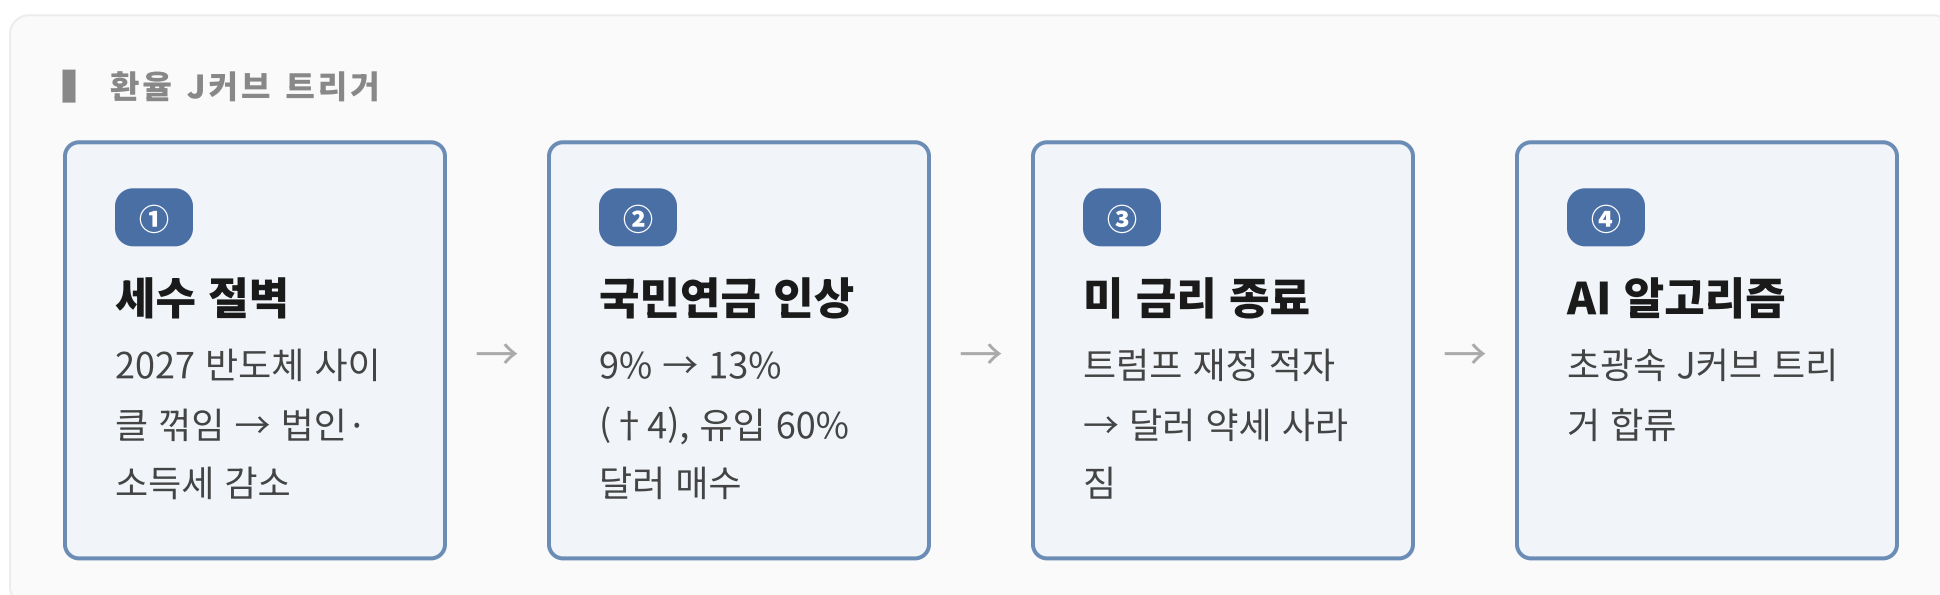 환율 J커브 트리거
①
세수 절벽
2027 반도체 사이
클 꺾임 → 법인·
소득세 감소
→
②
국민연금 인상
9% → 13%
(†4), 유입 60%
달러 매수
→
③
미 금리 종료
트럼프 재정 적자
→ 달러 약세 사라
짐
→
④
AI 알고리즘
초광속 J커브 트리
거 합류